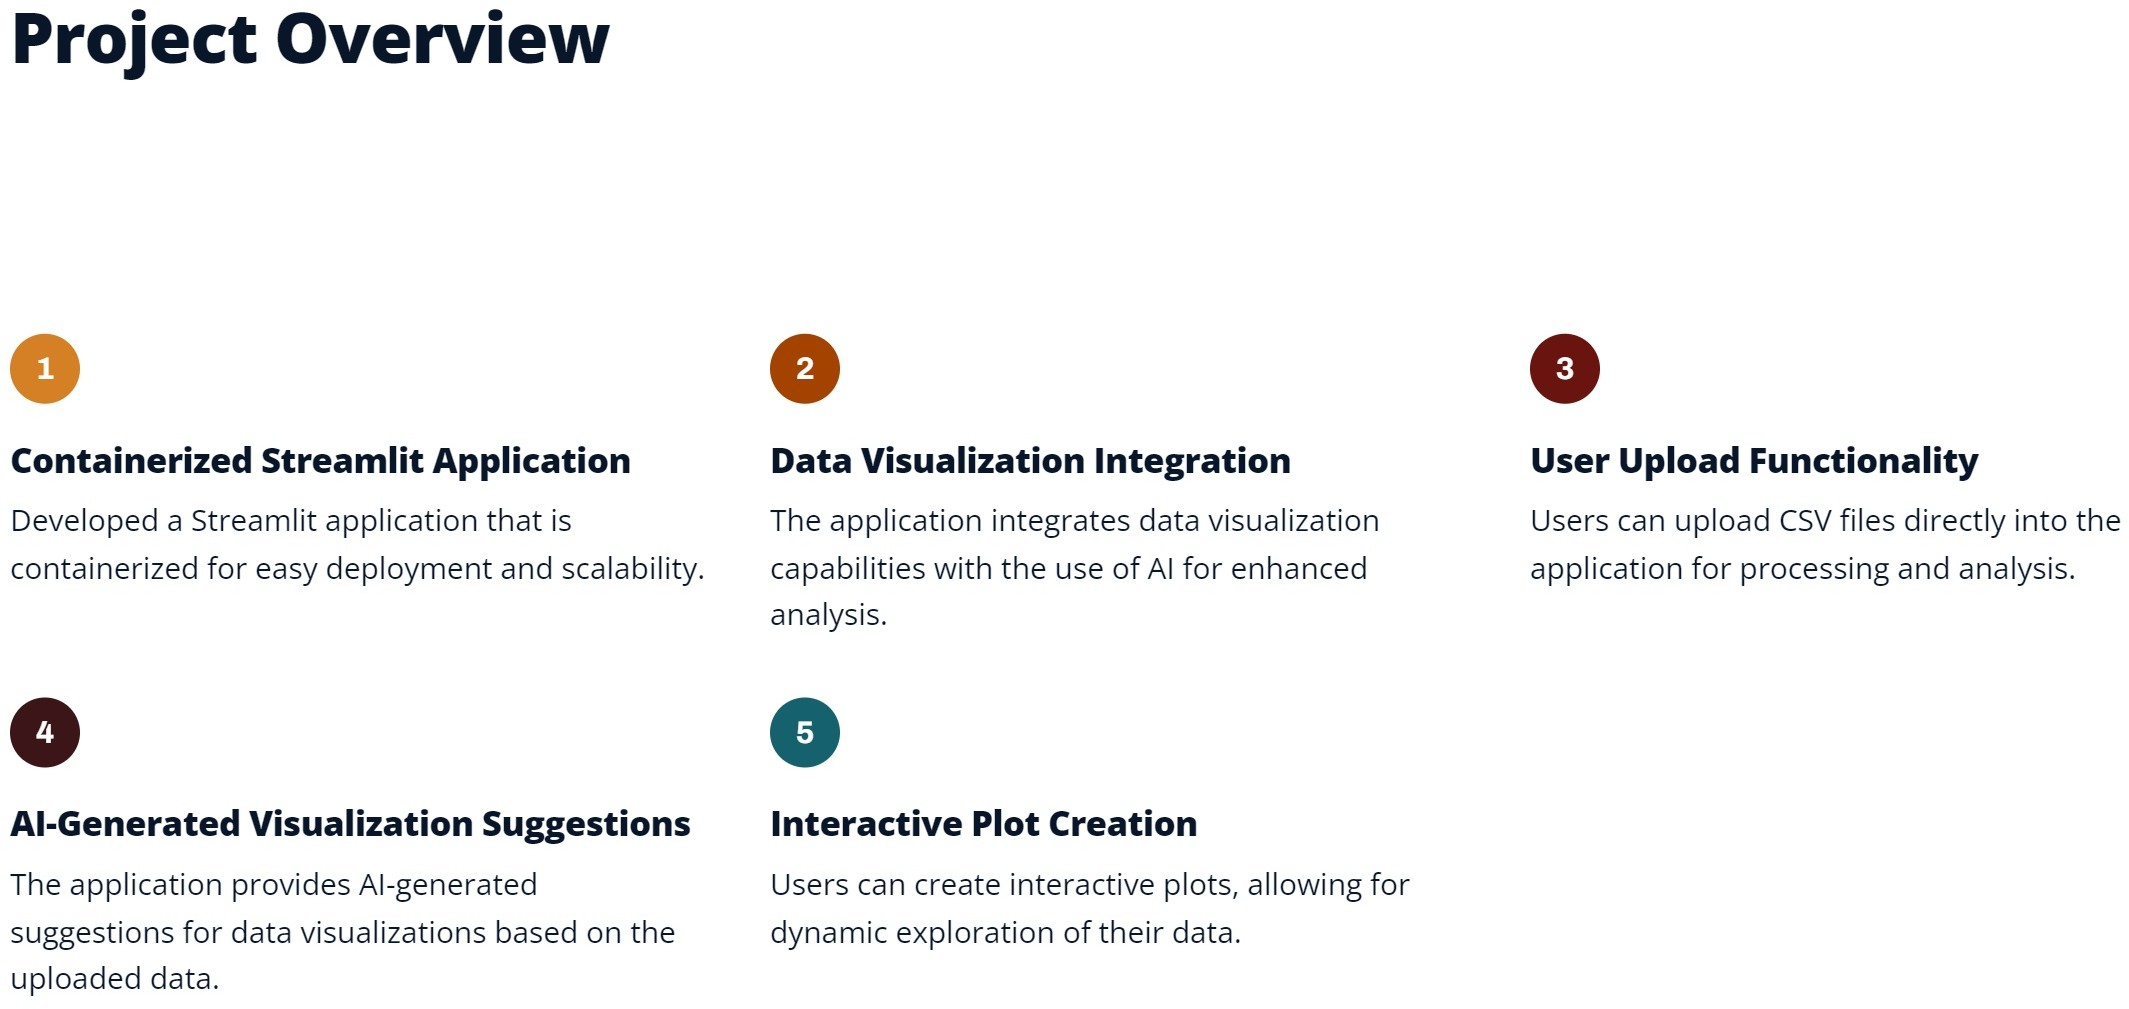 Project Overview
1
Containerized Streamlit Application
Developed a Streamlit application that is
containerized for easy deployment and scalability.
2
Data Visualization Integration
The application integrates data visualization
capabilities with the use of AI for enhanced
analysis.
3
User Upload Functionality
Users can upload CSV files directly into the
application for processing and analysis.
4
AI-Generated Visualization Suggestions
The application provides AI-generated
suggestions for data visualizations based on the
uploaded data.
5
Interactive Plot Creation
Users can create interactive plots, allowing for
dynamic exploration of their data.